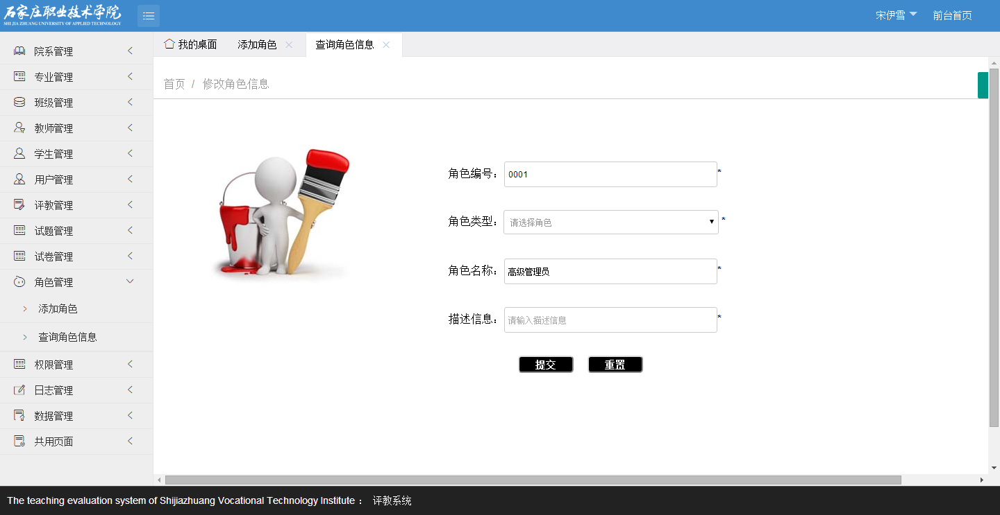 石家庄职业技术学院
SHI JIA ZHUANG UNIVERSITY OF APPLIED TECHNOLOGY
宋伊雪 前台首页
我的桌面 添加角色 查询角色信息
院系管理
专业管理
班级管理
教师管理
学生管理
用户管理
评教管理
试题管理
试卷管理
角色管理
添加角色
查询角色信息
权限管理
日志管理
数据管理
共用页面
首页 / 修改角色信息
角色编号： 0001 *
角色类型： 请选择角色 *
角色名称： 高级管理员 *
描述信息： 请输入描述信息 *
提交 重置
The teaching evaluation system of Shijiazhuang Vocational Technology Institute ： 评教系统